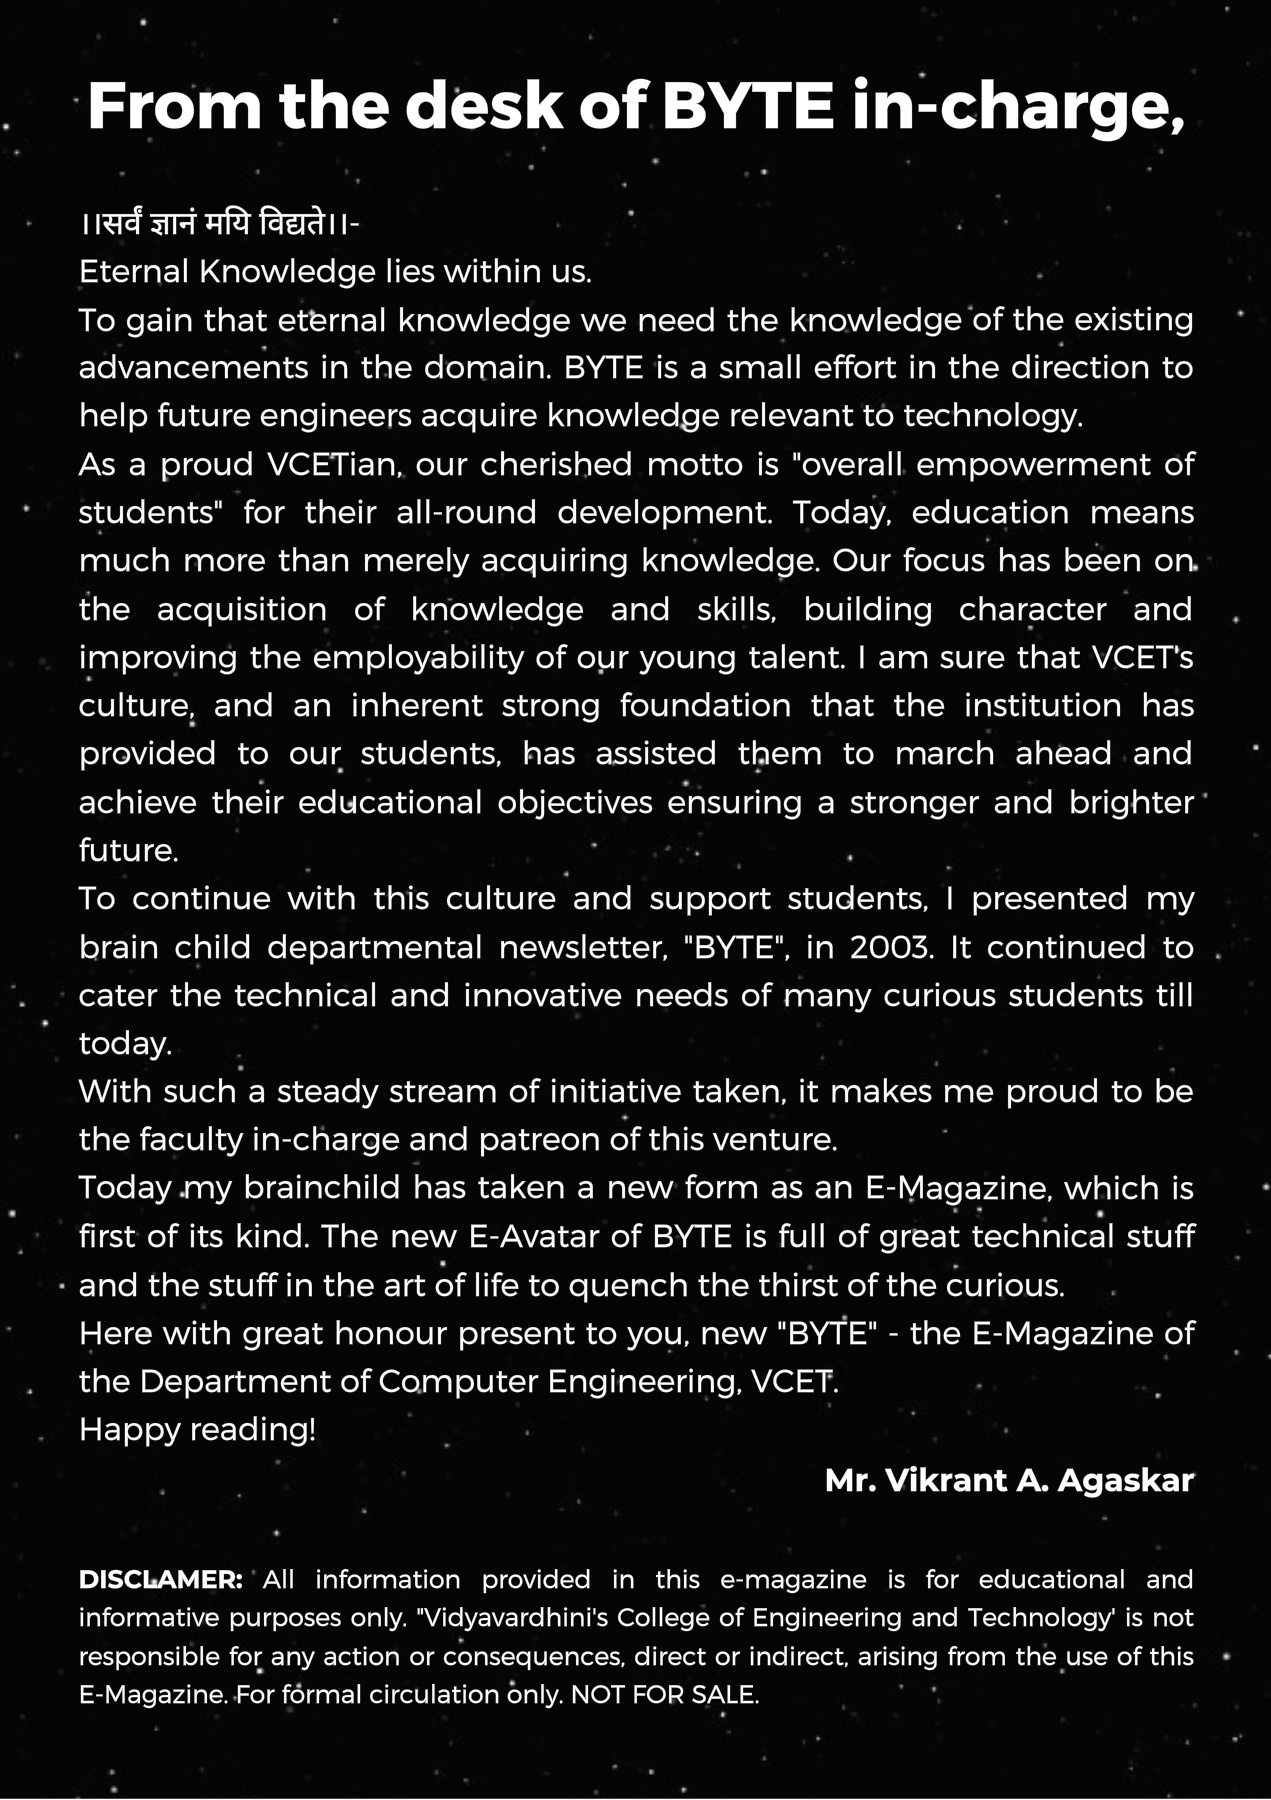 From the desk of BYTE in-charge,
।।सर्वं ज्ञानं मयि विद्यते।।-
Eternal Knowledge lies within us.
To gain that eternal knowledge we need the knowledge of the existing
advancements in the domain. BYTE is a small effort in the direction to
help future engineers acquire knowledge relevant to technology.
As a proud VCETian, our cherished motto is "overall empowerment of
students" for their all-round development. Today, education means
much more than merely acquiring knowledge. Our focus has been on
the acquisition of knowledge and skills, building character and
improving the employability of our young talent. I am sure that VCET's
culture, and an inherent strong foundation that the institution has
provided to our students, has assisted them to march ahead and
achieve their educational objectives ensuring a stronger and brighter
future.
To continue with this culture and support students, I presented my
brain child departmental newsletter, "BYTE", in 2003. It continued to
cater the technical and innovative needs of many curious students till
today.
With such a steady stream of initiative taken, it makes me proud to be
the faculty in-charge and patreon of this venture.
Today my brainchild has taken a new form as an E-Magazine, which is
first of its kind. The new E-Avatar of BYTE is full of great technical stuff
and the stuff in the art of life to quench the thirst of the curious.
Here with great honour present to you, new "BYTE" - the E-Magazine of
the Department of Computer Engineering, VCET.
Happy reading!
Mr. Vikrant A. Agaskar
DISCLAMER: All information provided in this e-magazine is for educational and
informative purposes only. "Vidyavardhini's College of Engineering and Technology' is not
responsible for any action or consequences, direct or indirect, arising from the use of this
E-Magazine. For formal circulation only. NOT FOR SALE.